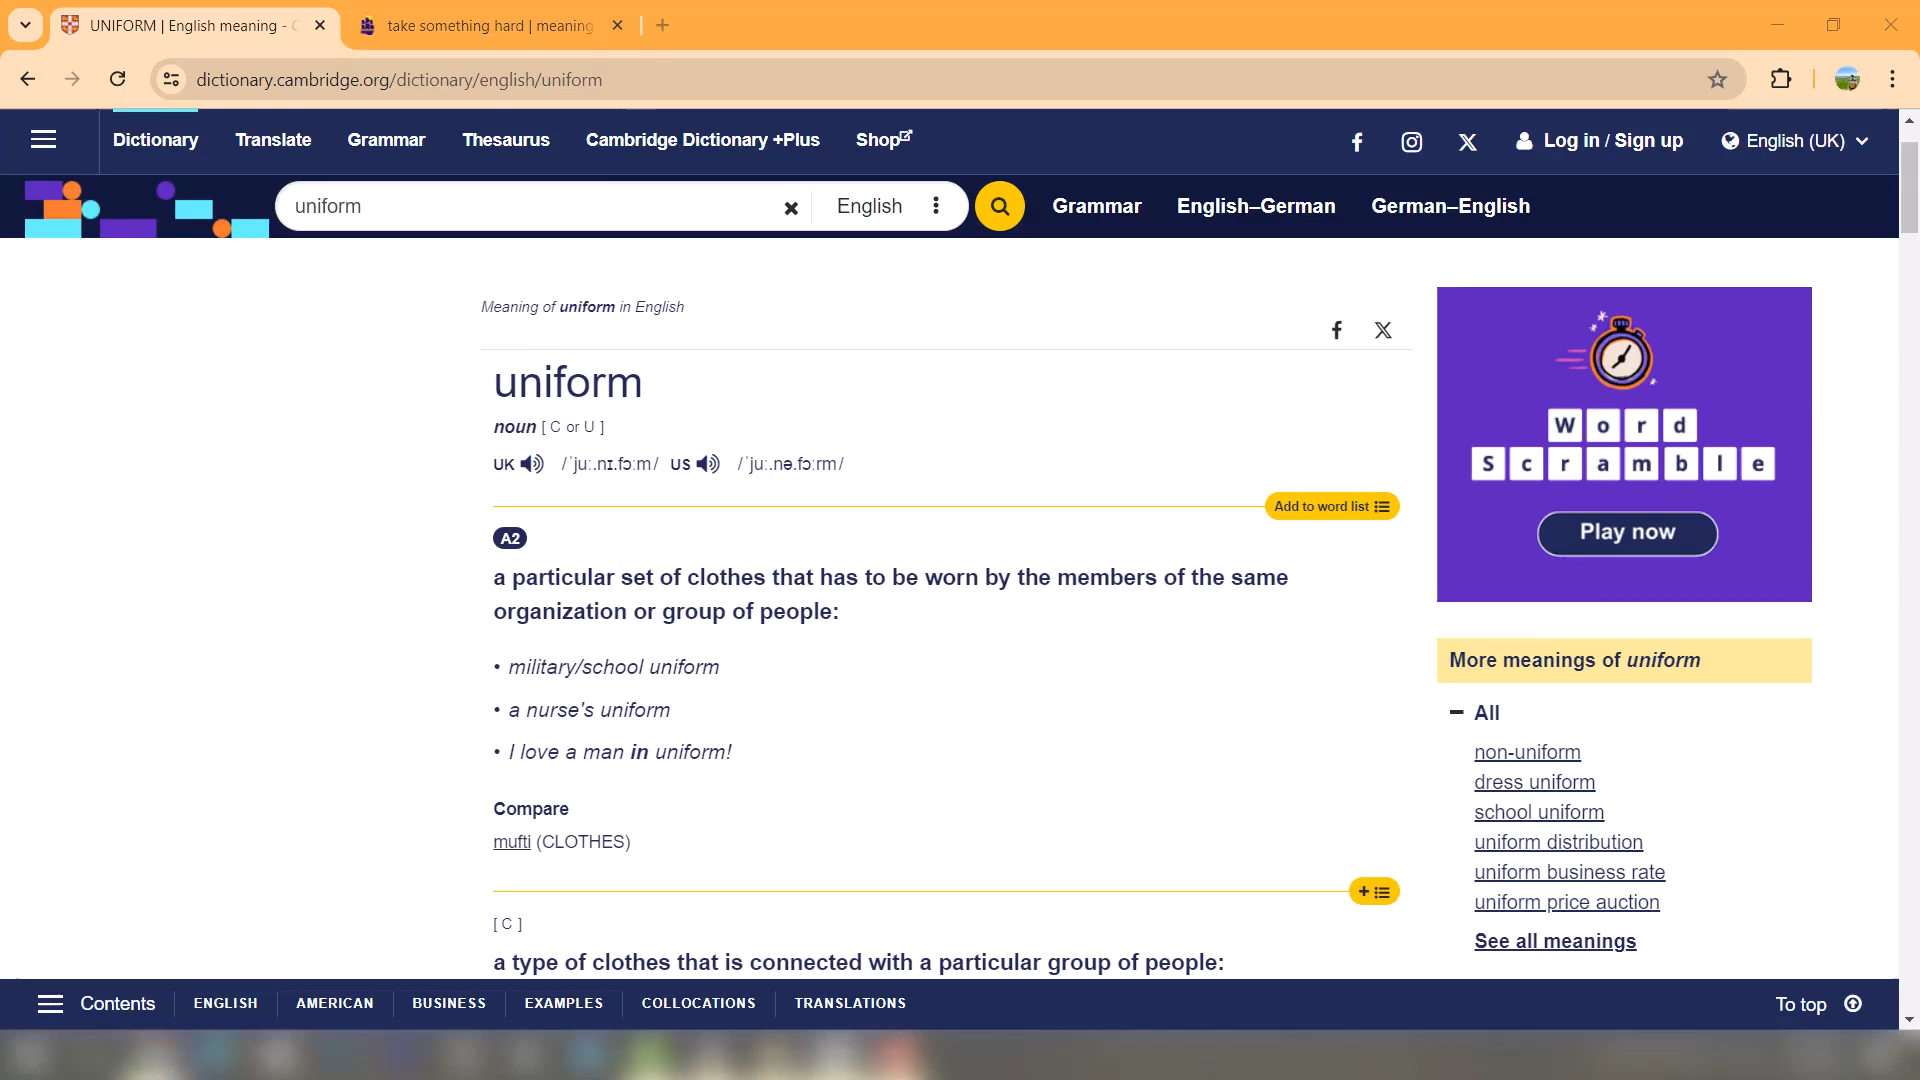 UNIFORM | English meaning - C
take something hard | meaning
dictionary.cambridge.org/dictionary/english/uniform
Dictionary Translate Grammar Thesaurus Cambridge Dictionary +Plus Shop
Log in / Sign up English (UK)
uniform English
Grammar English–German German–English
Meaning of uniform in English
uniform
noun [ C or U ]
UK /ˈjuː.nɪ.fɔːm/ US /ˈjuː.nə.fɔːrm/
Add to word list
A2
a particular set of clothes that has to be worn by the members of the same
organization or group of people:
• military/school uniform
• a nurse's uniform
• I love a man in uniform!
Compare
mufti (CLOTHES)
[ C ]
a type of clothes that is connected with a particular group of people:
Word
Scramble
Play now
More meanings of uniform
All
non-uniform
dress uniform
school uniform
uniform distribution
uniform business rate
uniform price auction
See all meanings
Contents ENGLISH AMERICAN BUSINESS EXAMPLES COLLOCATIONS TRANSLATIONS
To top